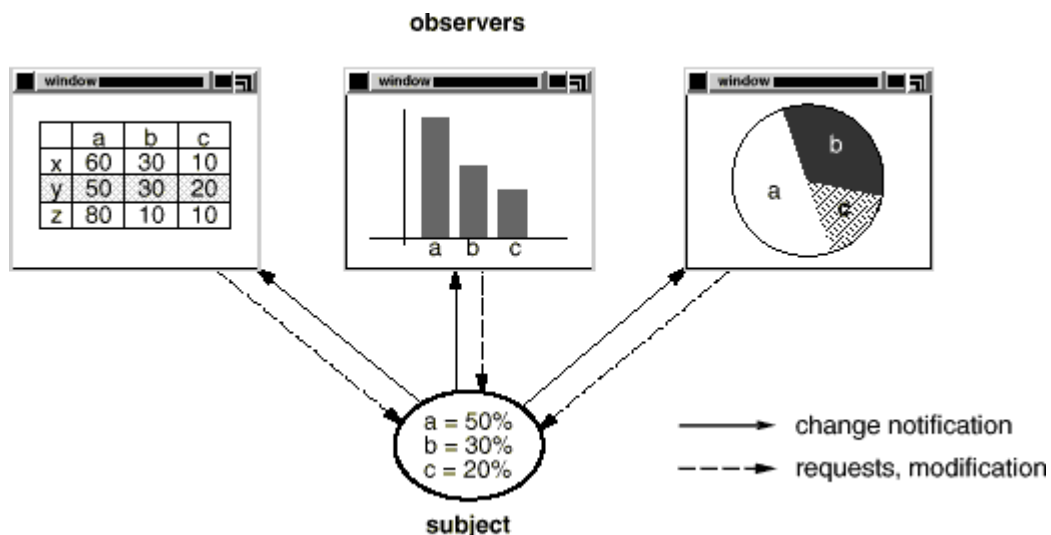 observers
window
window
window
a b c
x 60 30 10
y 50 30 20
z 80 10 10
a b c
b
a
c
a = 50%
b = 30%
c = 20%
change notification
requests, modification
subject